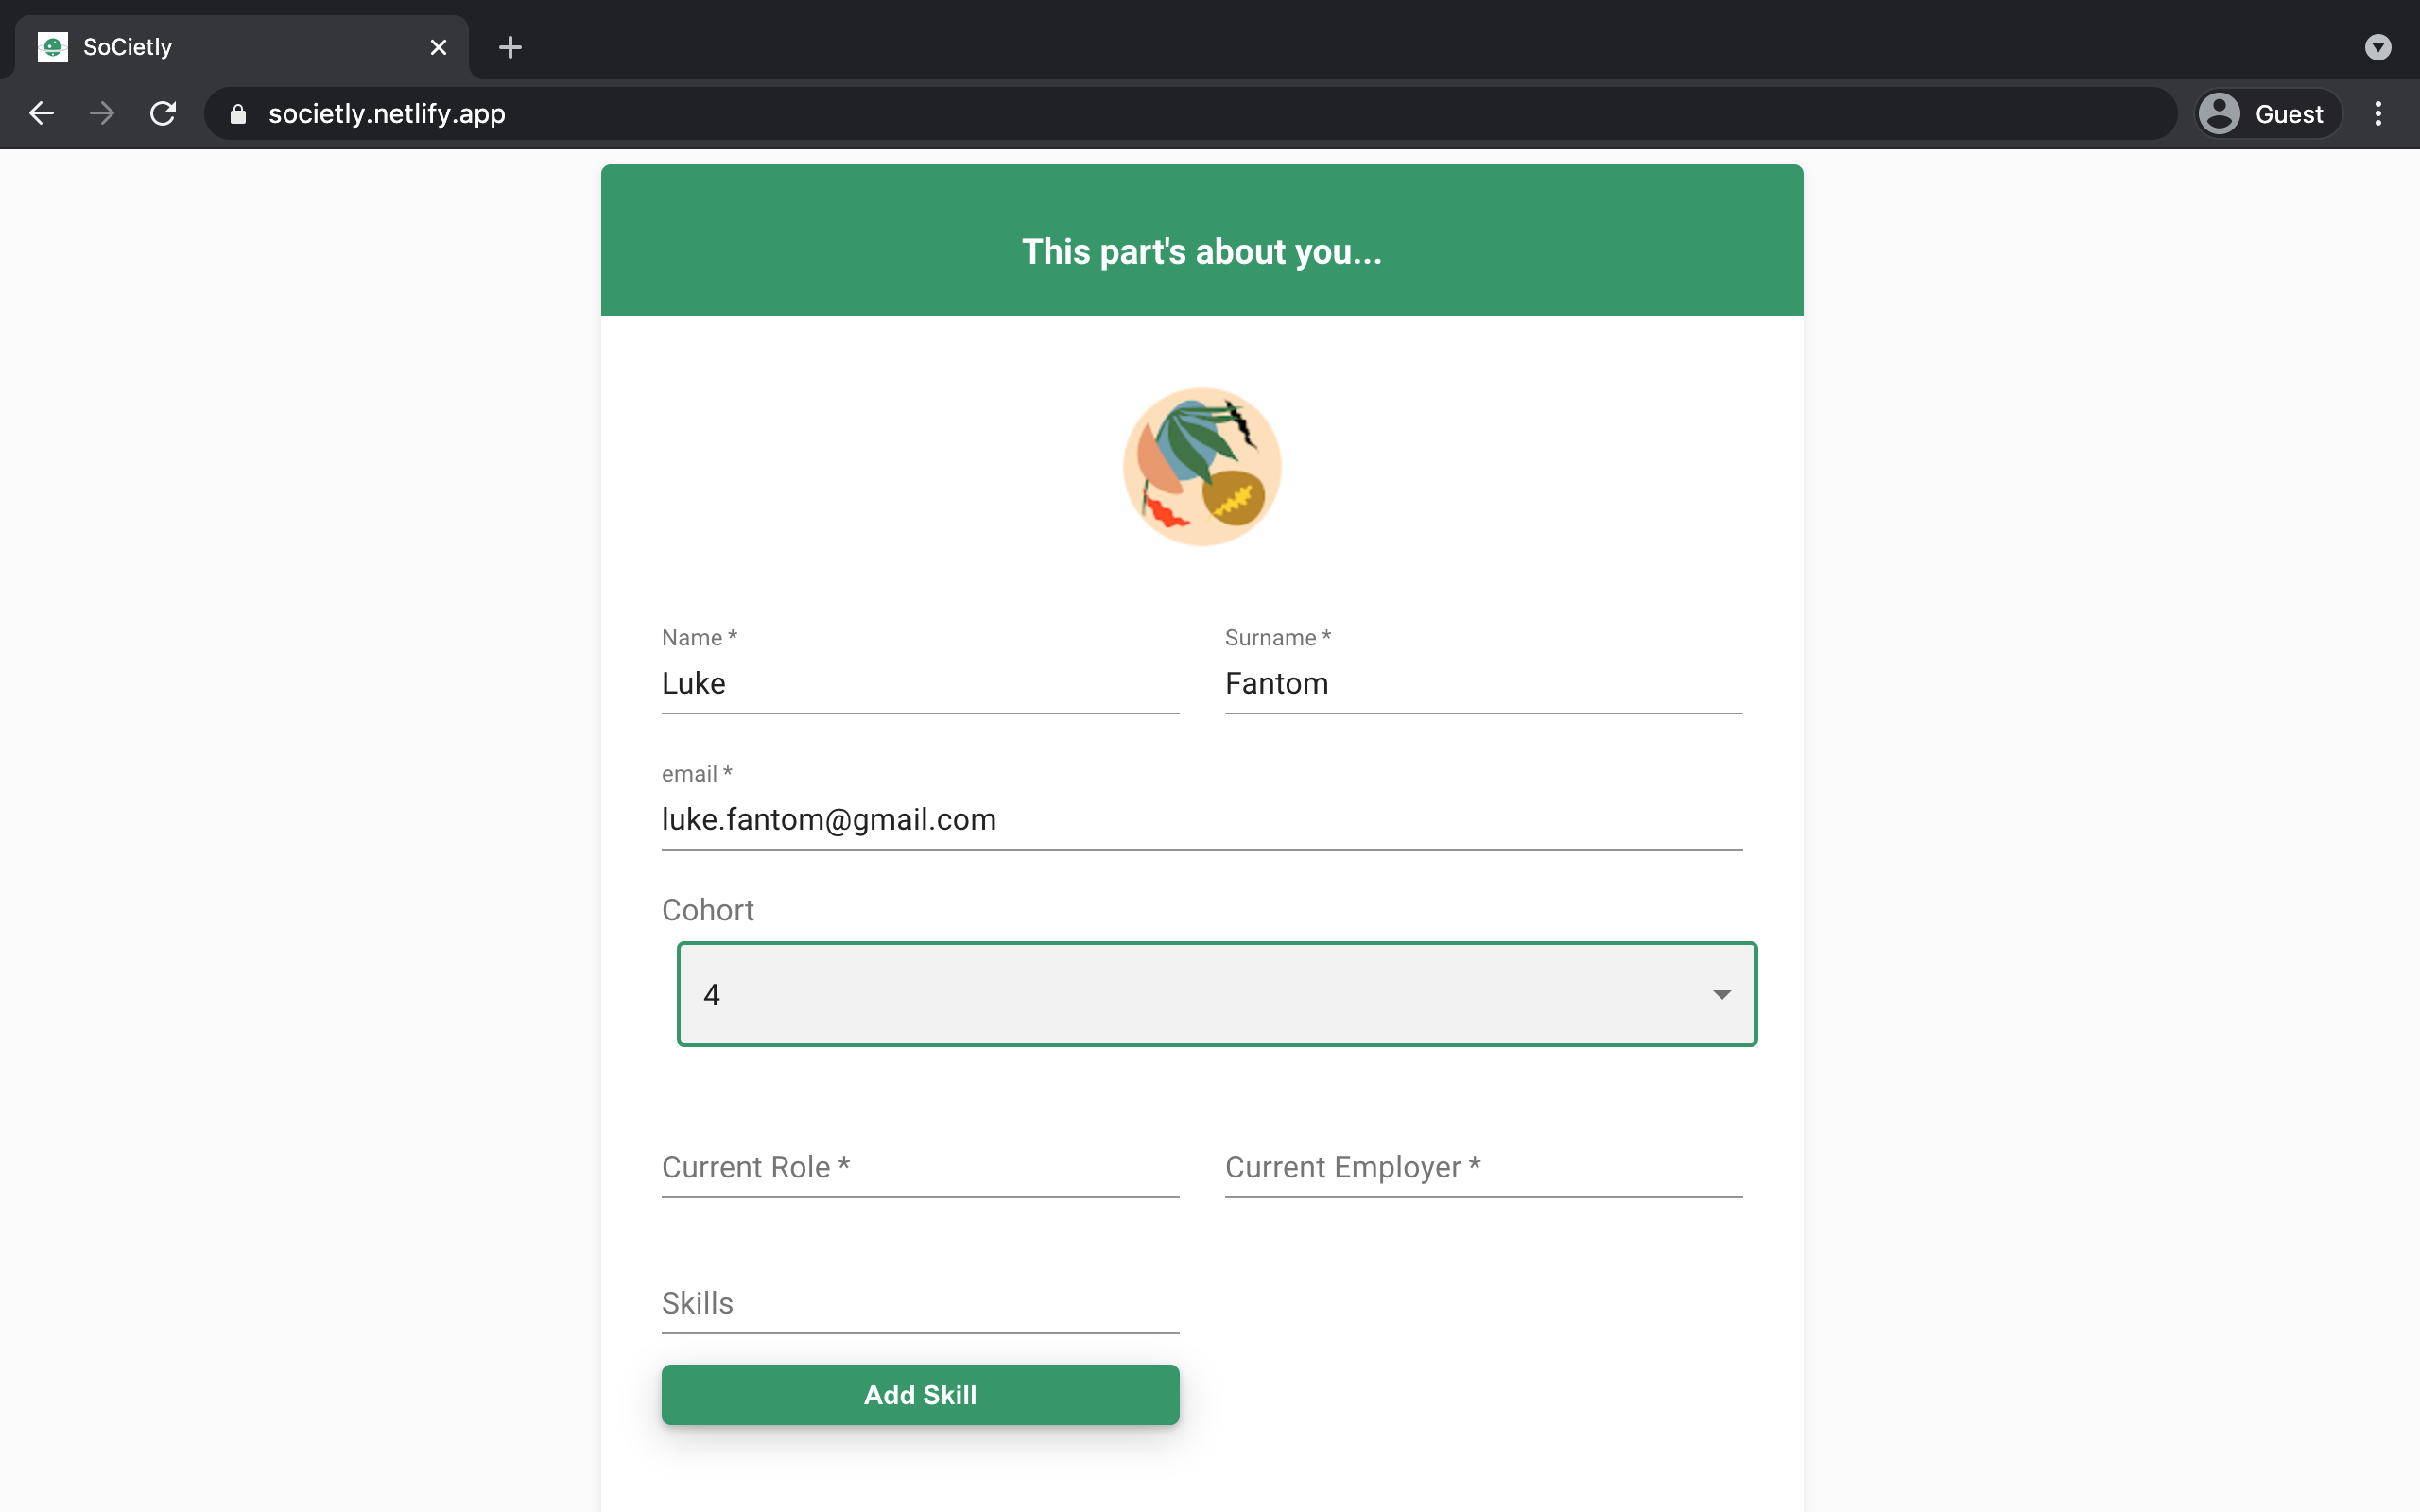 SoCietly
societly.netlify.app
Guest
This part's about you...
Name *
Surname *
Luke
Fantom
email *
luke.fantom@gmail.com
Cohort
4
Current Role *
Current Employer *
Skills
Add Skill